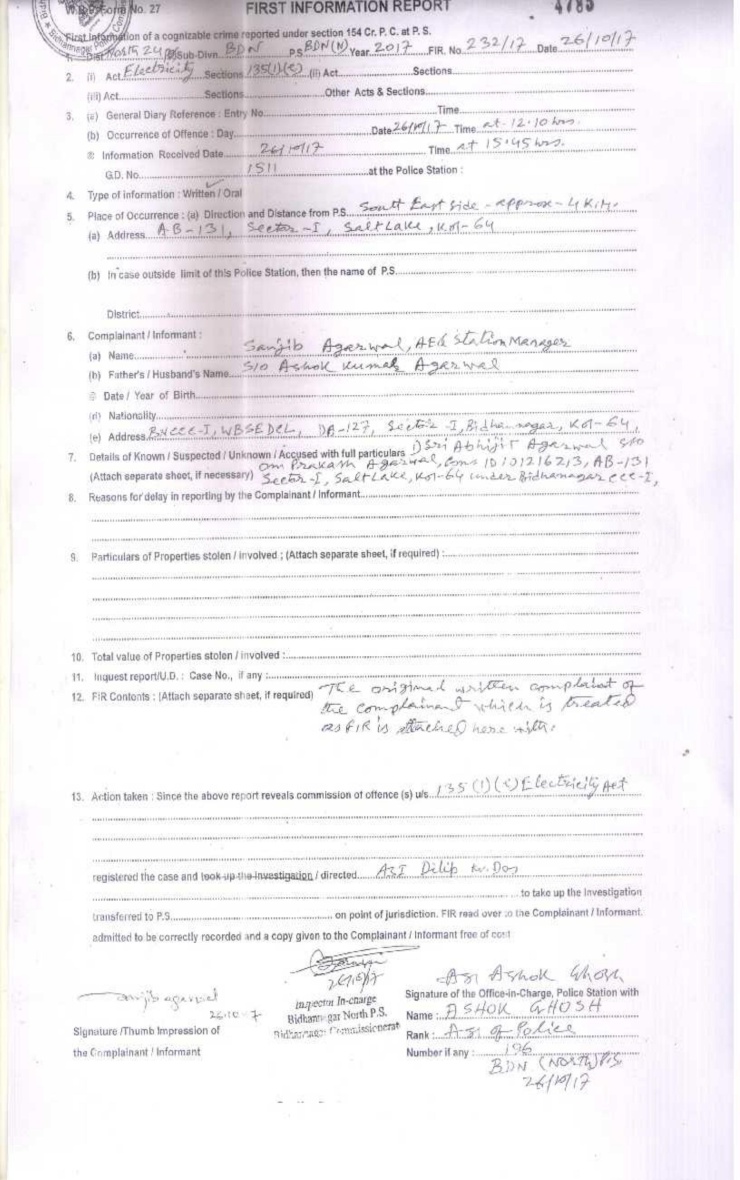 W.B.P. Form No. 27
FIRST INFORMATION REPORT
4785
First Information of a cognizable crime reported under section 154 Cr. P. C. at P. S.
1. Dist North 24 Sub-Divn. BDN P.S BDN(N) Year 2017 FIR. No 232/17 Date 26/10/17
2. (i) Act Electricity Sections 135(1)(c) (ii) Act Sections
(iii) Act Sections Other Acts & Sections
3. (a) General Diary Reference : Entry No Time
(b) Occurrence of Offence : Day Date 26/10/17 Time at 12.10 hrs.
© Information Received Date 26/10/17 Time at 15:45 hrs.
G.D. No. 1511 at the Police Station :
4. Type of information : Written / Oral
5. Place of Occurrence : (a) Direction and Distance from P.S. South East Side - approx - 4 K.M.
(a) Address AB-131, Sector-I, Salt Lake, Kol-64
(b) In case outside limit of this Police Station, then the name of P.S.
District
6. Complainant / Informant :
(a) Name Sanjib Agarwal, AE & Station Manager
(b) Father's / Husband's Name S/O Ashok Kumar Agarwal
© Date / Year of Birth
(d) Nationality
(e) Address BNCCC-I, WBSEDCL, DA-127, Sector-I, Bidhannagar, Kol-64,
7. Details of Known / Suspected / Unknown / Accused with full particulars 1) Sri Abhijit Agarwal S/o
Om Prakash Agarwal, Cons ID 101216213, AB-131
(Attach separate sheet, if necessary) Sector-I, Salt Lake, Kol-64 under Bidhannagar CCC-I,
8. Reasons for delay in reporting by the Complainant / Informant
9. Particulars of Properties stolen / involved ; (Attach separate sheet, if required) :
10. Total value of Properties stolen / involved :
11. Inquest report/U.D. : Case No., if any :
12. FIR Contents : (Attach separate sheet, if required) The original written complaint of
the complainant which is treated
as FIR is attached here with.
13. Action taken : Since the above report reveals commission of offence (s) u/s 135 (1) (c) Electricity Act
registered the case and took up the investigation / directed ASI Dilip Kr. Das
to take up the Investigation
transferred to P.S. on point of jurisdiction. FIR read over to the Complainant / Informant.
admitted to be correctly recorded and a copy given to the Complainant / Informant free of cost
26/10/17
Sanjib agarwal
26-10-17
Signature /Thumb Impression of
the Complainant / Informant
Inspector In-charge
Bidhannagar North P.S.
Bidhannagar Commissionerate
ASI Ashok Ghosh
Signature of the Office-in-Charge, Police Station with
Name : ASHOK GHOSH
Rank : ASI of Police
Number if any : 196
BDN (NORTH) P.S.
26/10/17